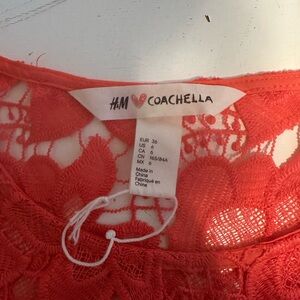 H&M ♥ COACHELLA
EUR 36
US 6
CA 6
CN 165/84A
MX 6
Made in
China
Fabriqué en
Chine